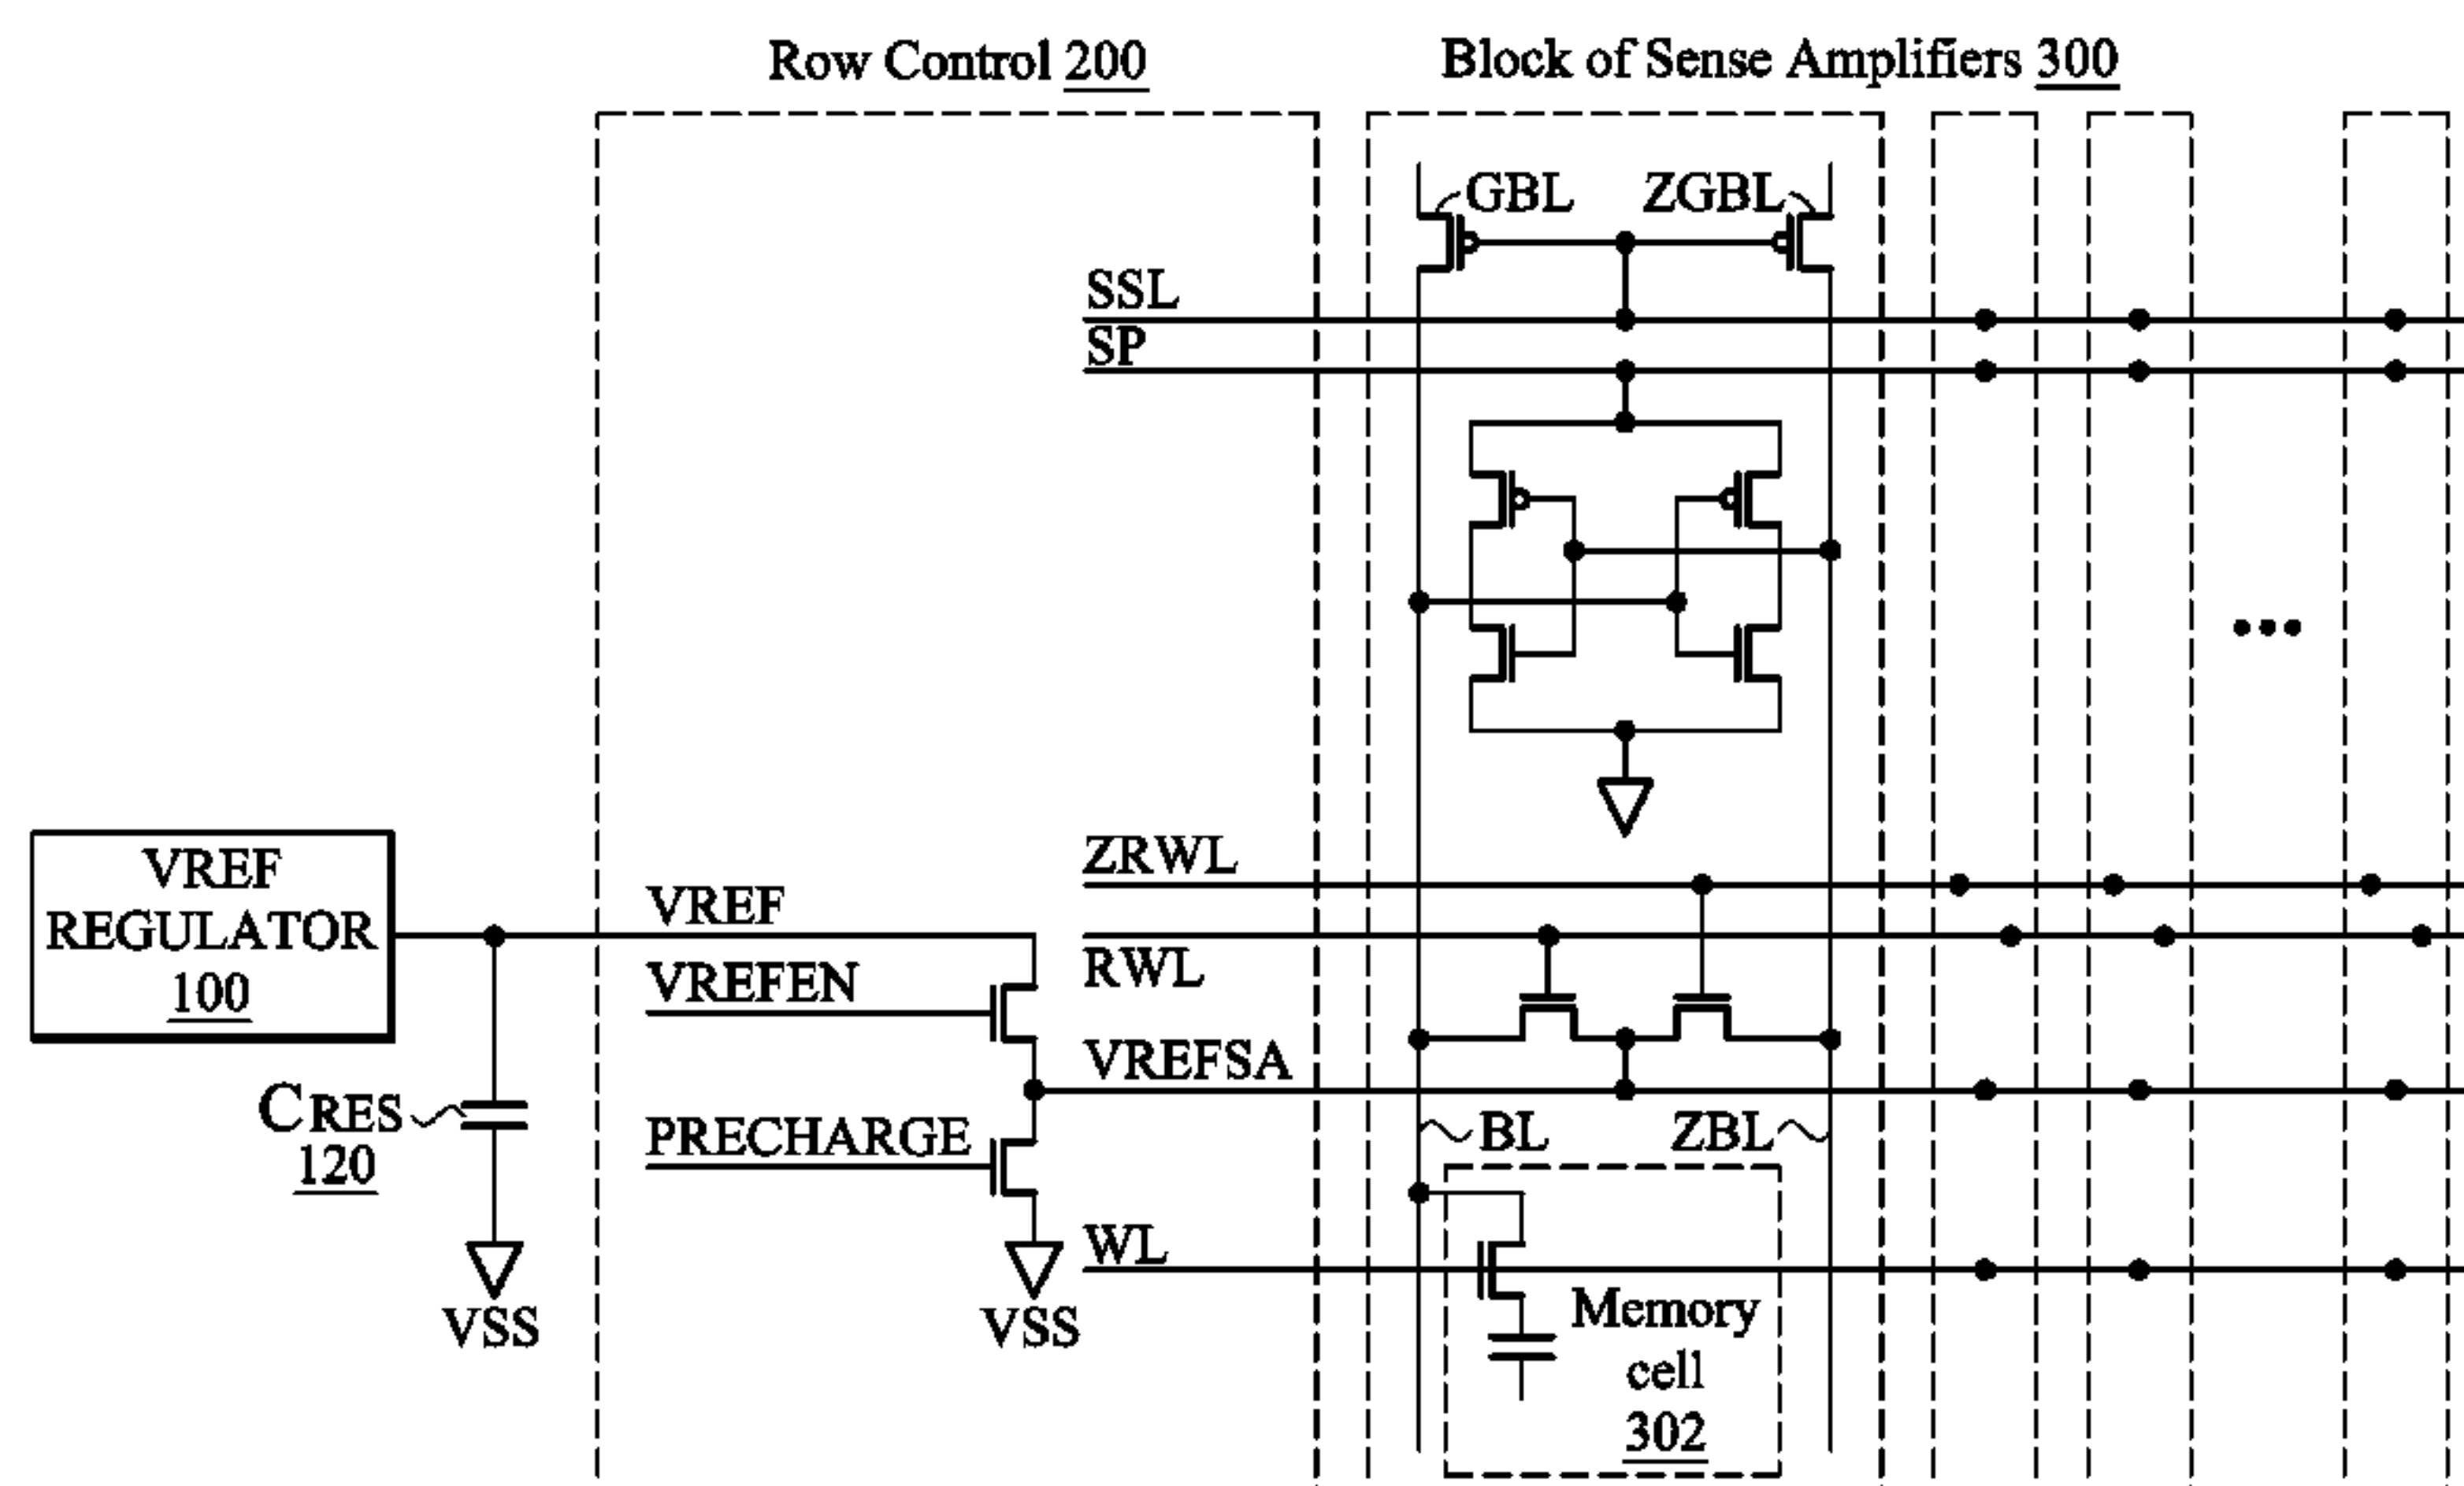 Row Control 200
Block of Sense Amplifiers 300
GBL
ZGBL
SSL
SP
ZRWL
VREF
REGULATOR
100
VREF
RWL
VREFEN
VREFSA
CRES
120
PRECHARGE
BL
ZBL
WL
VSS
VSS
Memory
cell
302